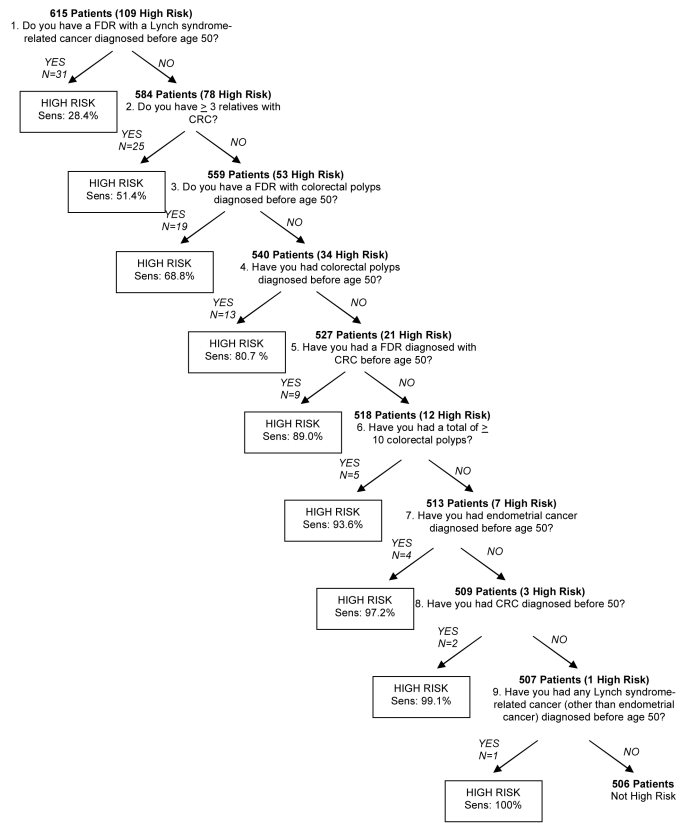 615 Patients (109 High Risk)
1. Do you have a FDR with a Lynch syndrome-
related cancer diagnosed before age 50?
YES
N=31
NO
HIGH RISK
Sens: 28.4%
584 Patients (78 High Risk)
2. Do you have ≥ 3 relatives with
CRC?
YES
N=25
NO
HIGH RISK
Sens: 51.4%
559 Patients (53 High Risk)
3. Do you have a FDR with colorectal polyps
diagnosed before age 50?
YES
N=19
NO
HIGH RISK
Sens: 68.8%
540 Patients (34 High Risk)
4. Have you had colorectal polyps
diagnosed before age 50?
YES
N=13
NO
HIGH RISK
Sens: 80.7 %
527 Patients (21 High Risk)
5. Have you had a FDR diagnosed with
CRC before age 50?
YES
N=9
NO
HIGH RISK
Sens: 89.0%
518 Patients (12 High Risk)
6. Have you had a total of ≥
10 colorectal polyps?
YES
N=5
NO
HIGH RISK
Sens: 93.6%
513 Patients (7 High Risk)
7. Have you had endometrial cancer
diagnosed before age 50?
YES
N=4
NO
HIGH RISK
Sens: 97.2%
509 Patients (3 High Risk)
8. Have you had CRC diagnosed before 50?
YES
N=2
NO
HIGH RISK
Sens: 99.1%
507 Patients (1 High Risk)
9. Have you had any Lynch syndrome-
related cancer (other than endometrial
cancer) diagnosed before age 50?
YES
N=1
NO
HIGH RISK
Sens: 100%
506 Patients
Not High Risk